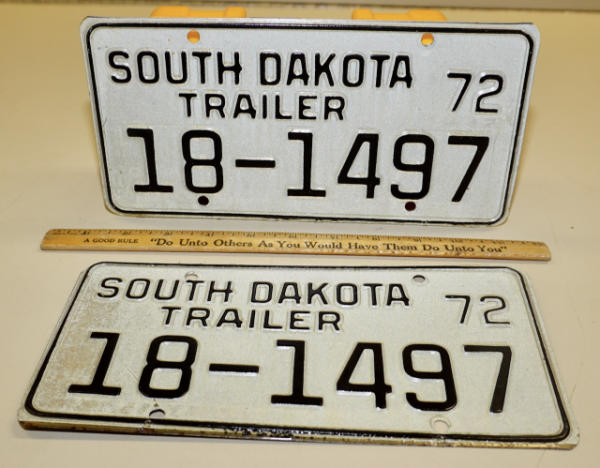 SOUTH DAKOTA 72
TRAILER
18-1497
A GOOD RULE "Do Unto Others As You Would Have Them Do Unto You"
SOUTH DAKOTA 72
TRAILER
18-1497